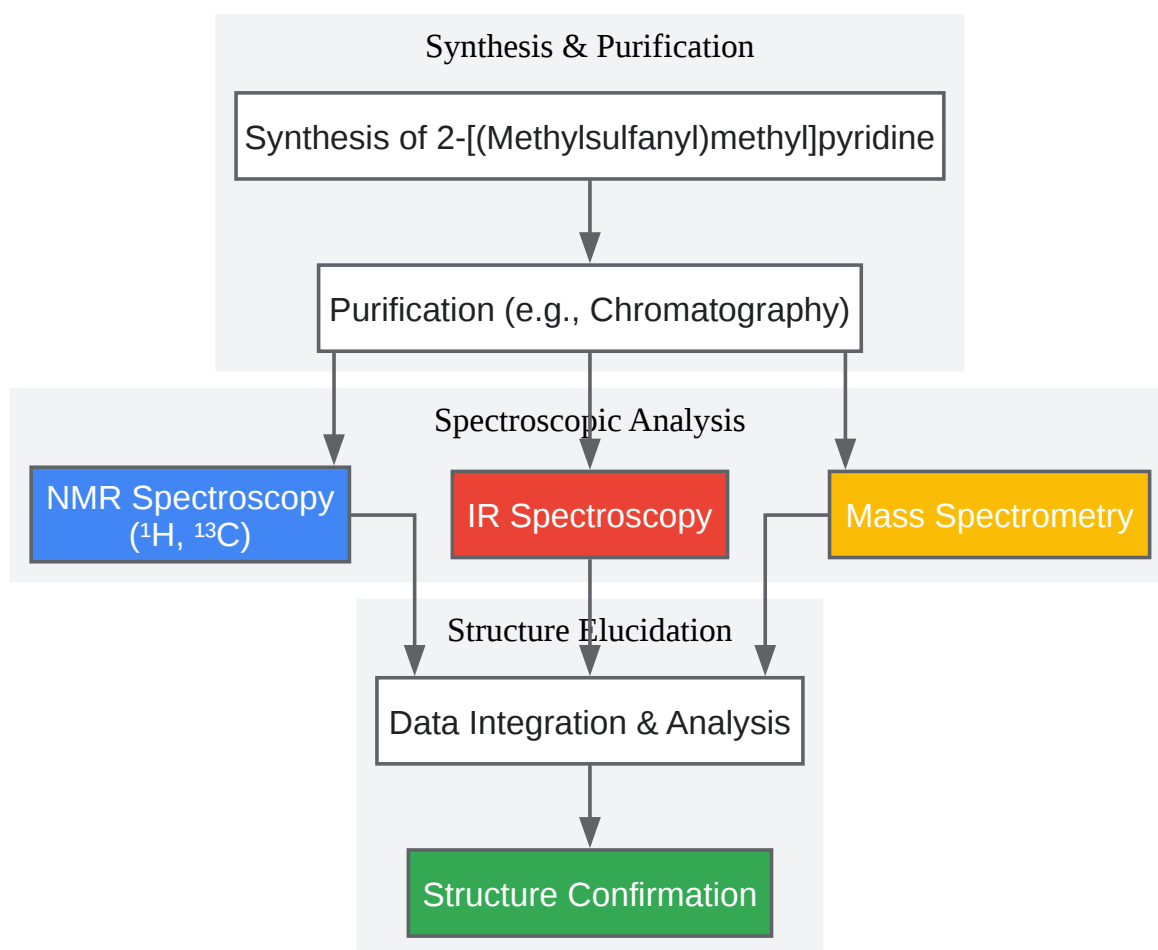 Synthesis & Purification
Synthesis of 2-[(Methylsulfanyl)methyl]pyridine
Purification (e.g., Chromatography)
Spectroscopic Analysis
NMR Spectroscopy
(¹H, ¹³C)
IR Spectroscopy
Mass Spectrometry
Structure Elucidation
Data Integration & Analysis
Structure Confirmation